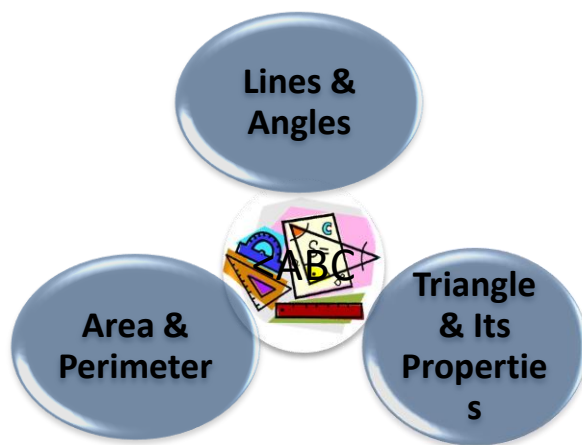 Lines &
Angles
<ABC
C
Area &
Perimeter
Triangle
& Its
Propertie
s